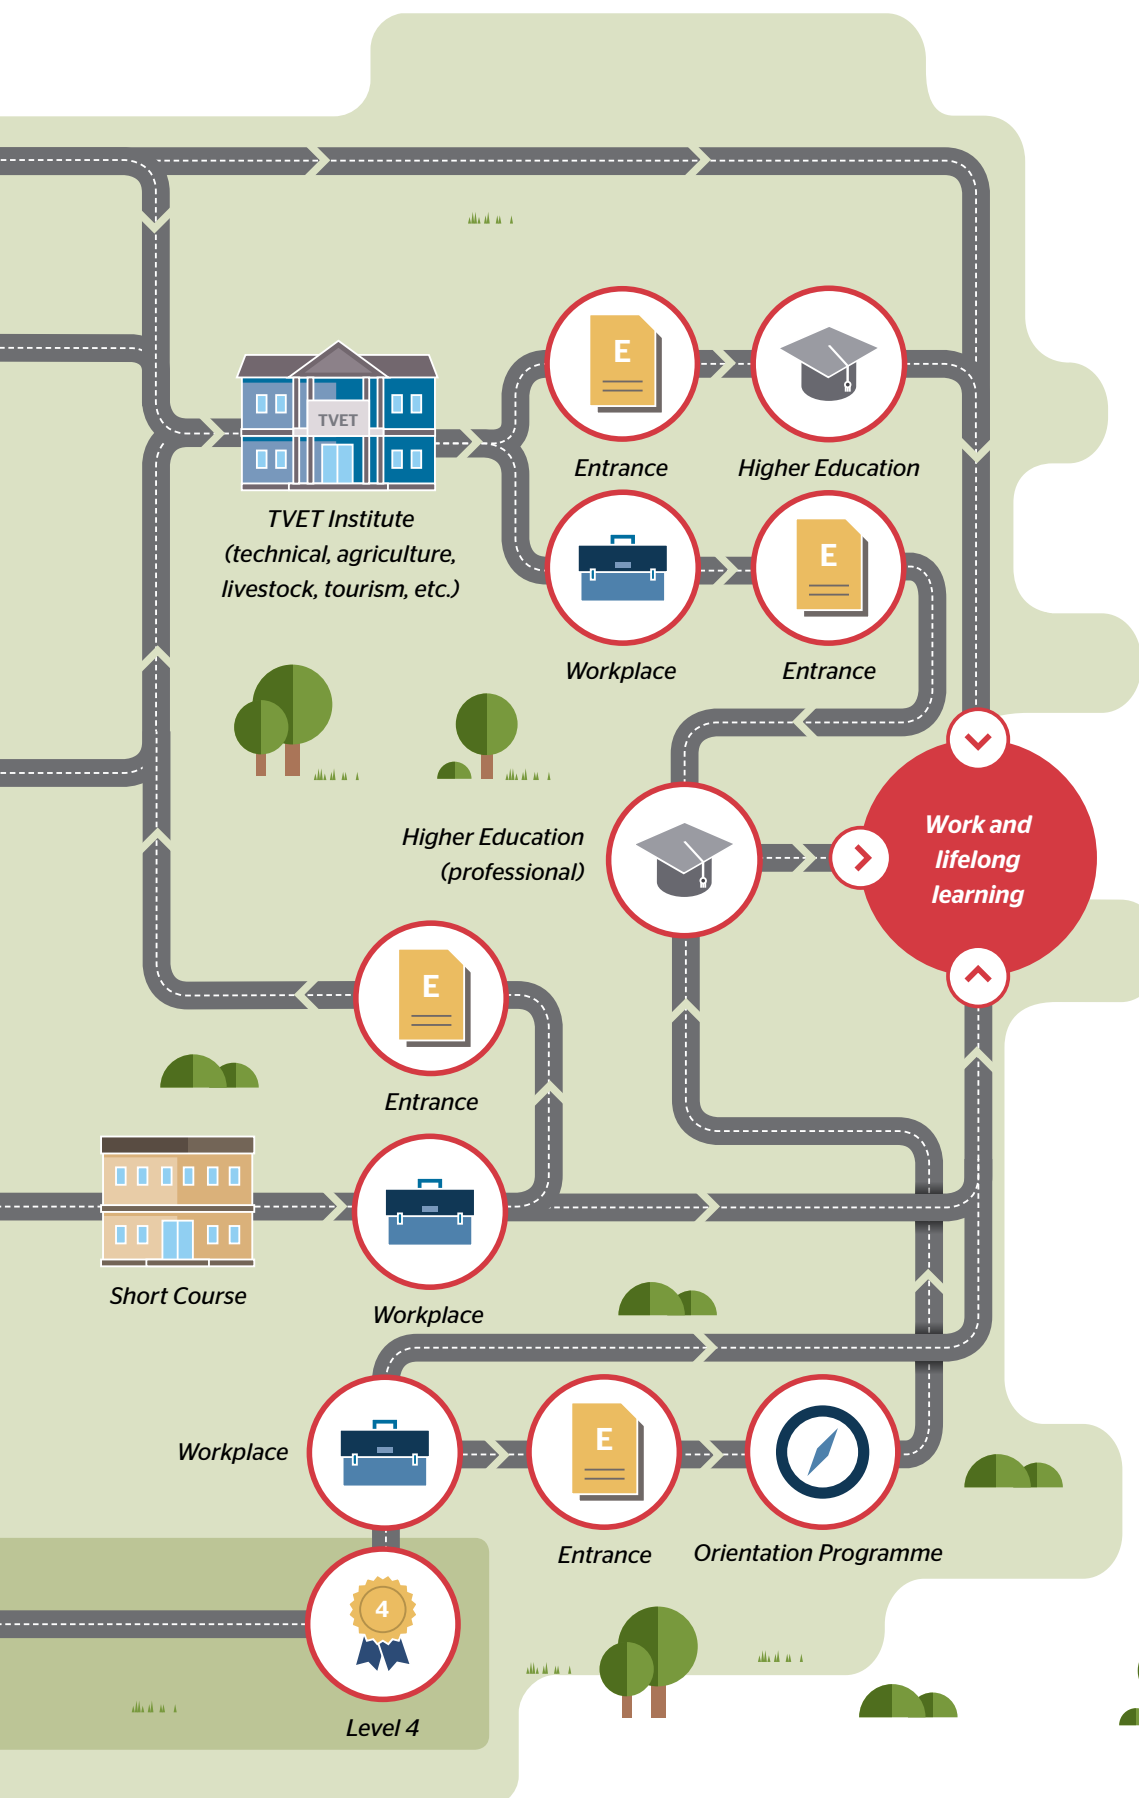 E
TVET
Entrance
Higher Education
TVET Institute
(technical, agriculture,
livestock, tourism, etc.)
E
Workplace
Entrance
Higher Education
(professional)
Work and
lifelong
learning
E
Entrance
Short Course
Workplace
Workplace
E
Entrance
Orientation Programme
4
Level 4